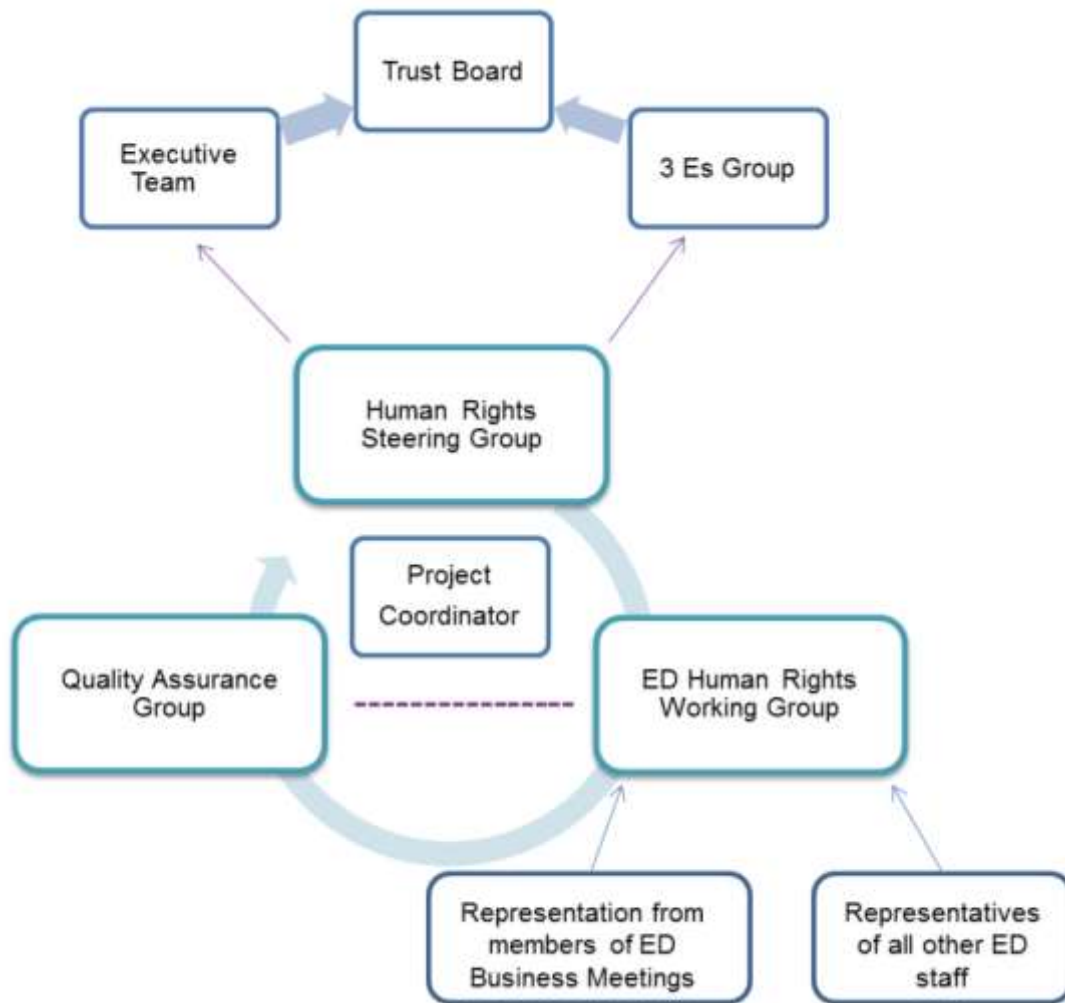 Trust Board
Executive
Team
3 Es Group
Human Rights
Steering Group
Project
Coordinator
Quality Assurance
Group
ED Human Rights
Working Group
Representation from
members of ED
Business Meetings
Representatives
of all other ED
staff